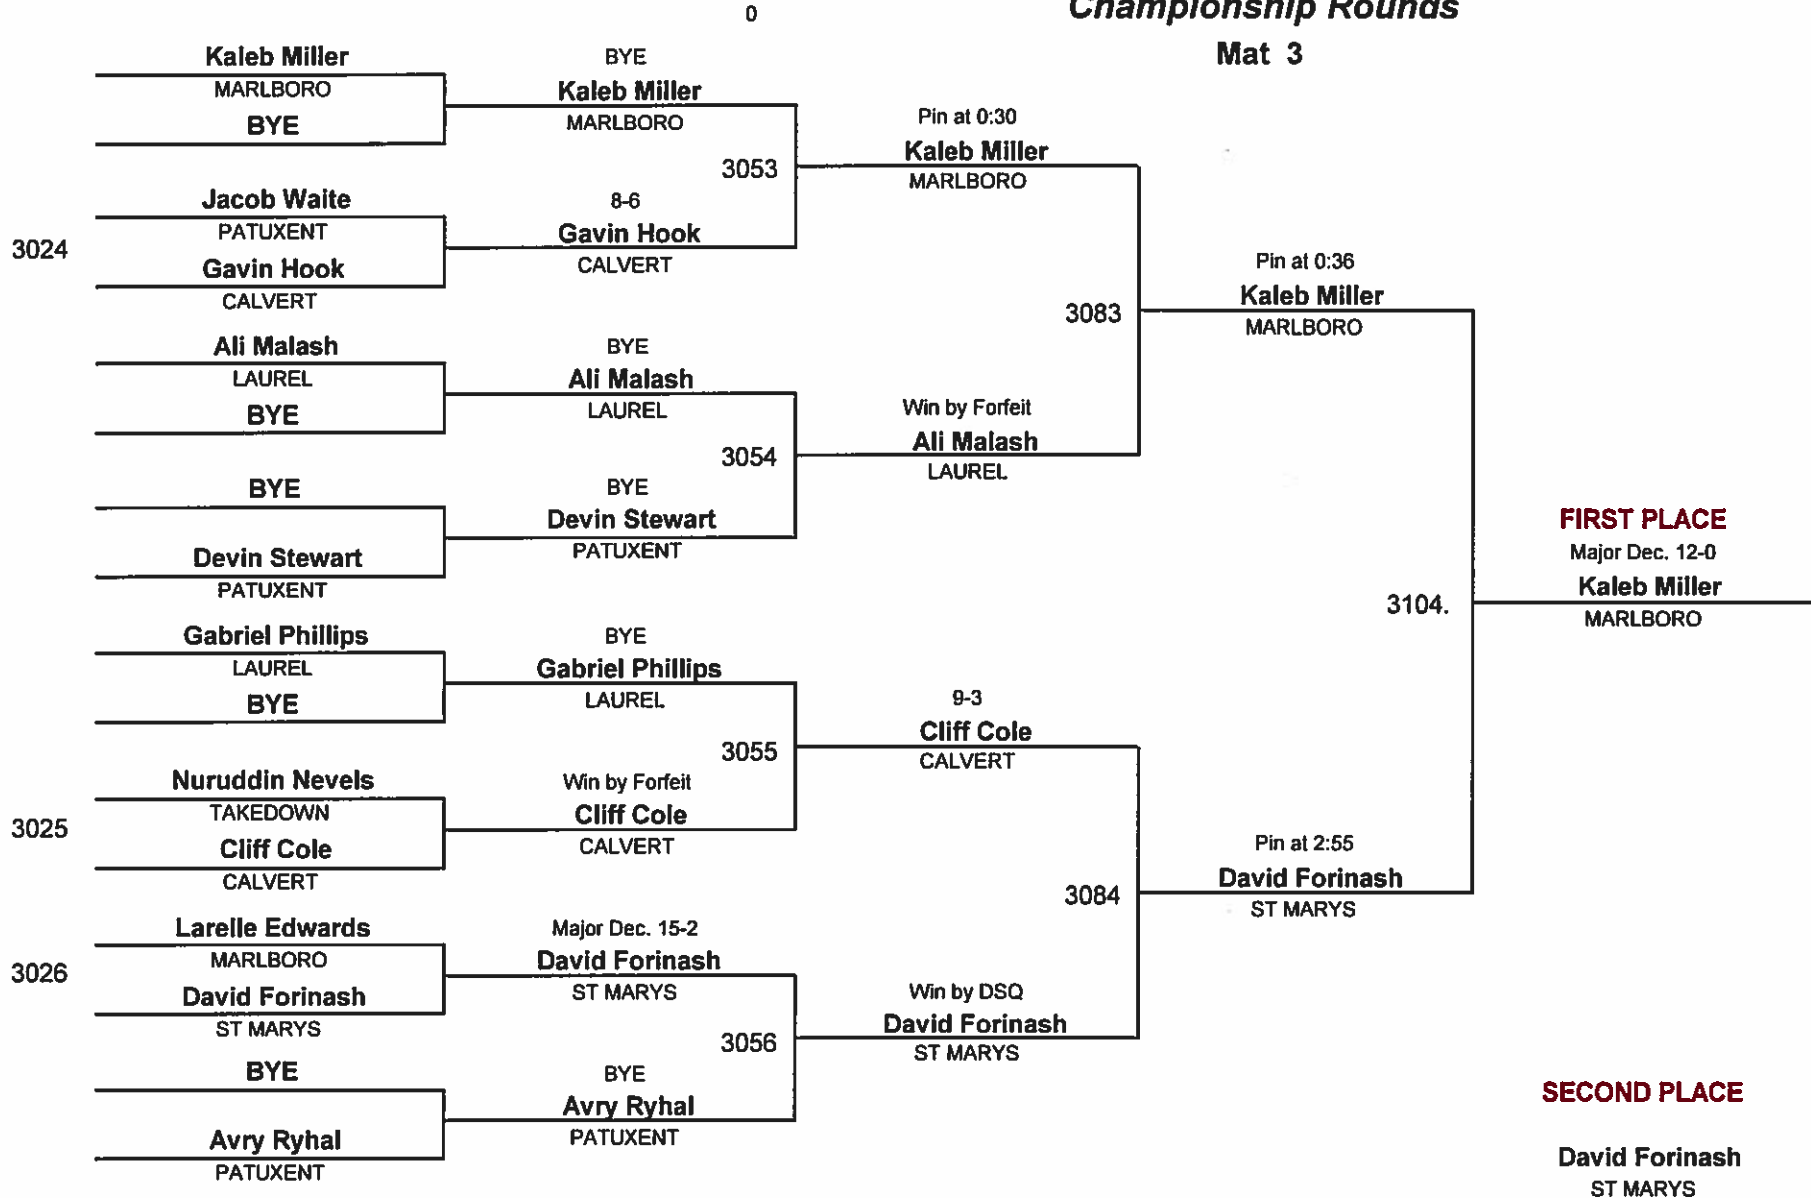 0
Championship Rounds
Mat 3
Kaleb Miller
MARLBORO
BYE
3024
Jacob Waite
PATUXENT
Gavin Hook
CALVERT
Ali Malash
LAUREL
BYE
BYE
Devin Stewart
PATUXENT
Gabriel Phillips
LAUREL
BYE
3025
Nuruddin Nevels
TAKEDOWN
Cliff Cole
CALVERT
3026
Larelle Edwards
MARLBORO
David Forinash
ST MARYS
BYE
Avry Ryhal
PATUXENT
BYE
Kaleb Miller
MARLBORO
3053
8-6
Gavin Hook
CALVERT
BYE
Ali Malash
LAUREL
3054
BYE
Devin Stewart
PATUXENT
BYE
Gabriel Phillips
LAUREL
3055
Win by Forfeit
Cliff Cole
CALVERT
Major Dec. 15-2
David Forinash
ST MARYS
3056
BYE
Avry Ryhal
PATUXENT
Pin at 0:30
Kaleb Miller
MARLBORO
3083
Win by Forfeit
Ali Malash
LAUREL
9-3
Cliff Cole
CALVERT
3084
Win by DSQ
David Forinash
ST MARYS
Pin at 0:36
Kaleb Miller
MARLBORO
3104.
Pin at 2:55
David Forinash
ST MARYS
FIRST PLACE
Major Dec. 12-0
Kaleb Miller
MARLBORO
SECOND PLACE
David Forinash
ST MARYS